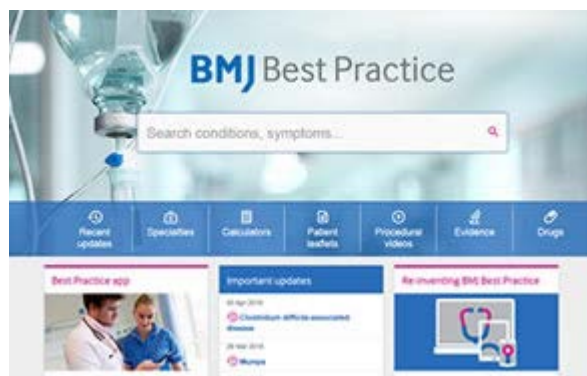 BMJ Best Practice
Search conditions, symptoms...
Recent
updates
Specialties
Calculators
Patient
leaflets
Procedural
videos
Evidence
Drugs
Best Practice app
Important updates
Re-inventing BMJ Best Practice
Clostridium difficile-associated
disease
Mumps